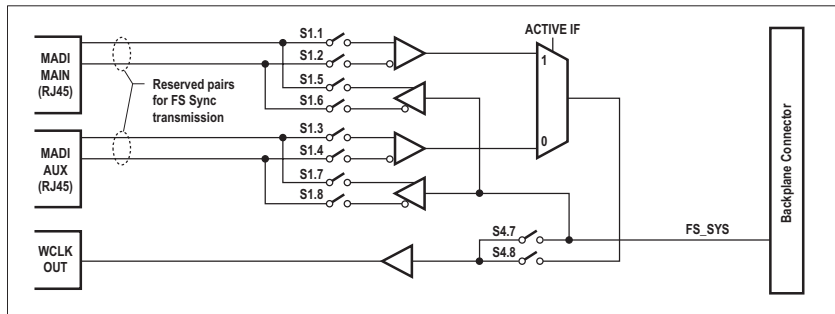 MADI
MAIN
(RJ45)
Reserved pairs
for FS Sync
transmission
MADI
AUX
(RJ45)
WCLK
OUT
S1.1
S1.2
S1.5
S1.6
S1.3
S1.4
S1.7
S1.8
S4.7
S4.8
ACTIVE IF
1
0
FS_SYS
Backplane Connector